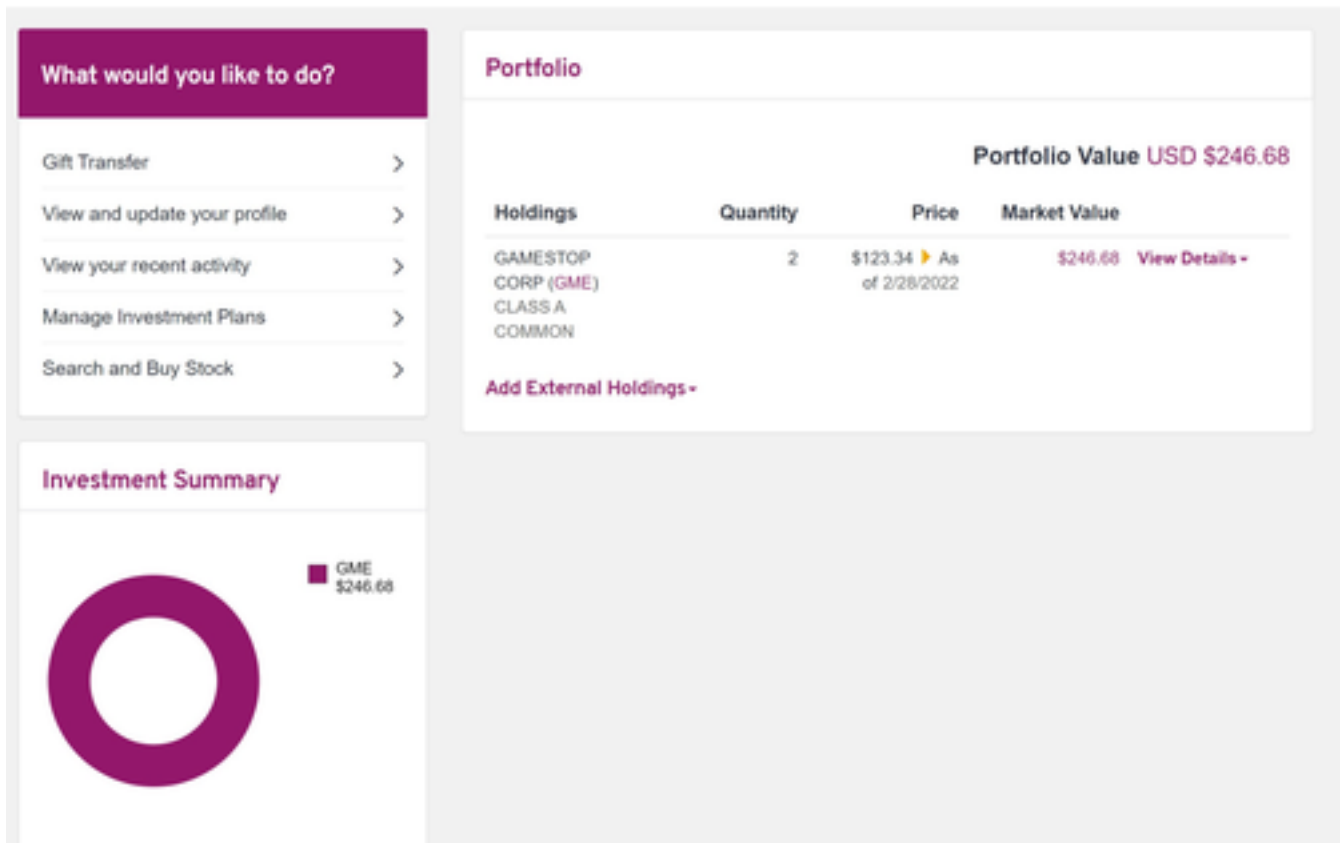 What would you like to do?
Gift Transfer
View and update your profile
View your recent activity
Manage Investment Plans
Search and Buy Stock
Portfolio
Portfolio Value USD $246.68
Holdings Quantity Price Market Value
GAMESTOP 2 $123.34 As $246.68 View Details
CORP (GME) of 2/28/2022
CLASS A
COMMON
Add External Holdings
Investment Summary
GME
$246.68